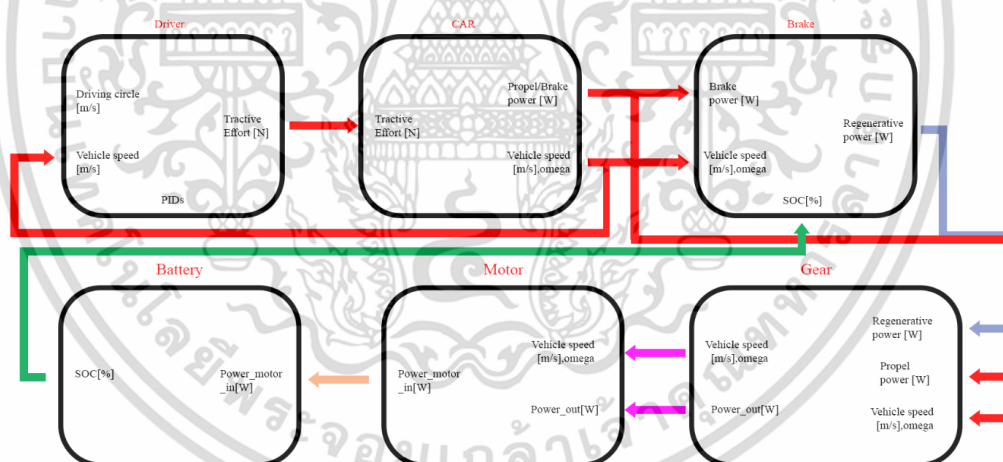 Driver
CAR
Brake
Driving circle
[m/s]
Tractive
Effort [N]
Vehicle speed
[m/s]
PIDs
Tractive
Effort [N]
Propel/Brake
power [W]
Vehicle speed
[m/s],omega
Brake
power [W]
Regenerative
power [W]
Vehicle speed
[m/s],omega
SOC[%]
Battery
Motor
Gear
SOC[%]
Power_motor
_in[W]
Power_motor
_in[W]
Vehicle speed
[m/s],omega
Power_out[W]
Vehicle speed
[m/s],omega
Power_out[W]
Regenerative
power [W]
Propel
power [W]
Vehicle speed
[m/s],omega